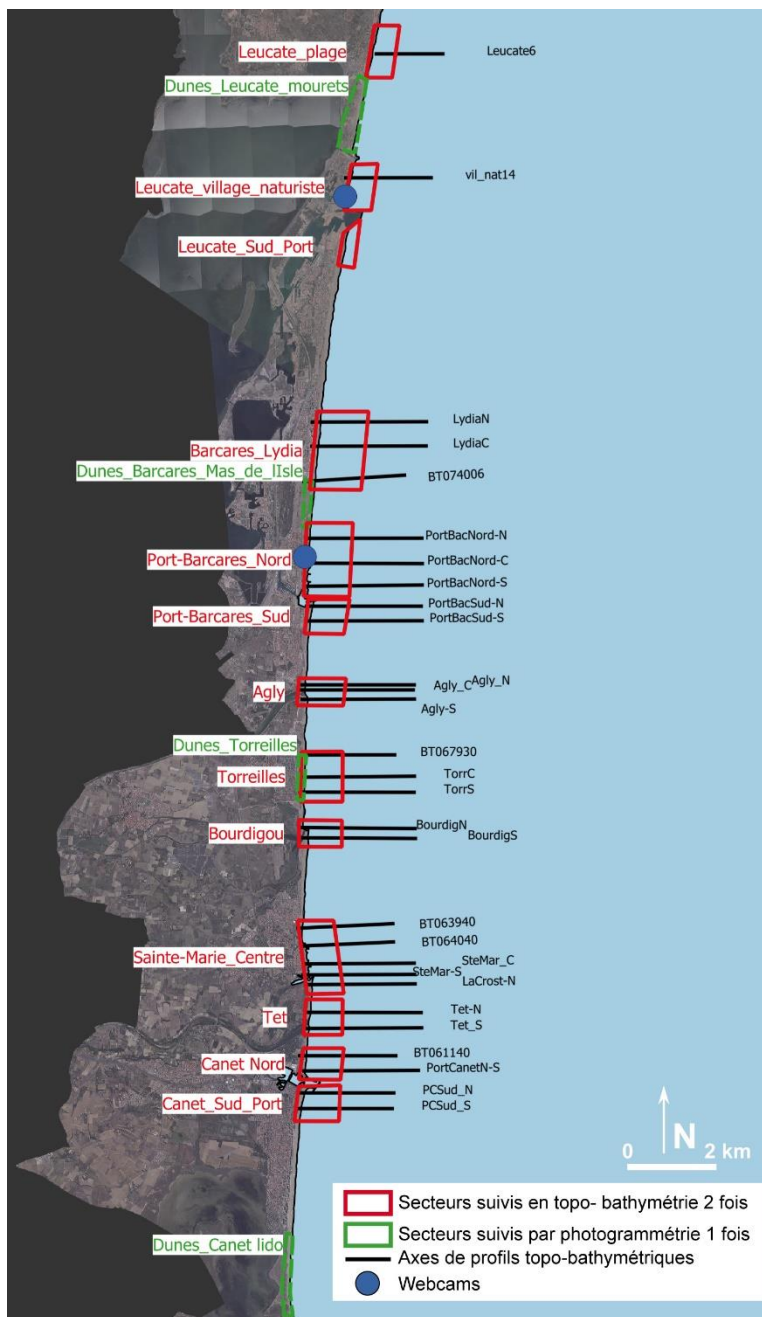 Leucate_plage
Leucate6
Dunes_Leucate_mourets
Leucate_village_naturiste
vil_nat14
Leucate_Sud_Port
LydiaN
Barcares_Lydia
LydiaC
Dunes_Barcares_Mas_de_lIsle
BT074006
PortBacNord-N
Port-Barcares_Nord
PortBacNord-C
PortBacNord-S
PortBacSud-N
Port-Barcares_Sud
PortBacSud-S
Agly
Agly_C
Agly_N
Agly-S
Dunes_Torreilles
BT067930
Torreilles
TorrC
TorrS
Bourdigou
BourdigN
BourdigS
BT063940
BT064040
Sainte-Marie_Centre
SteMar_C
SteMar-S
LaCrost-N
Tet
Tet-N
Tet_S
BT061140
Canet Nord
PortCanetN-S
PCSud_N
Canet_Sud_Port
PCSud_S
N
0 2 km
Dunes_Canet lido
Secteurs suivis en topo- bathymétrie 2 fois
Secteurs suivis par photogrammétrie 1 fois
Axes de profils topo-bathymétriques
Webcams